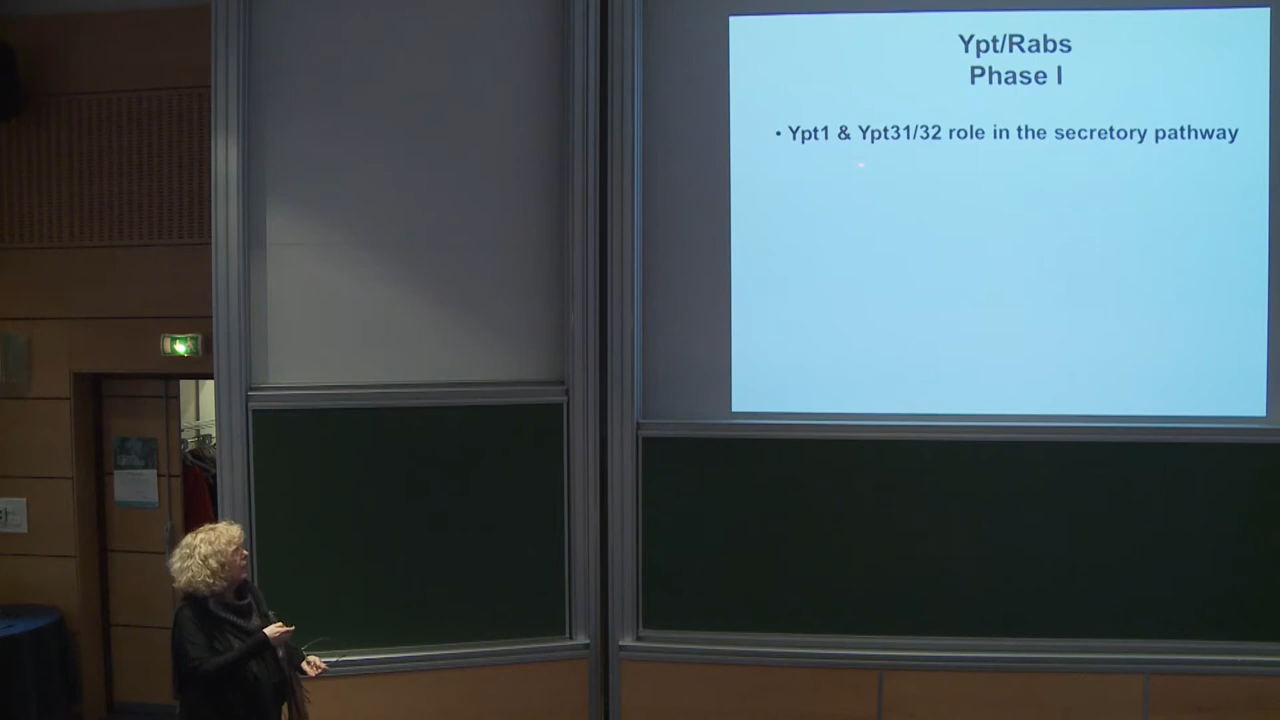 Ypt/Rabs
Phase I
• Ypt1 & Ypt31/32 role in the secretory pathway